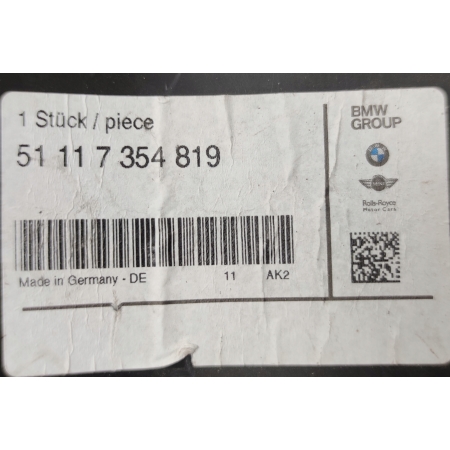 1 Stück / piece
51 11 7 354 819
Made in Germany - DE 11 AK2
BMW
GROUP
Rolls-Royce
Motor Cars